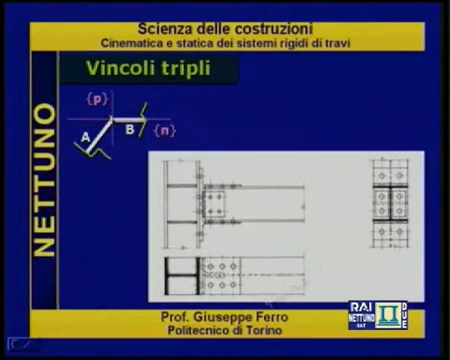 Scienza delle costruzioni
Cinematica e statica dei sistemi rigidi di travi
Vincoli tripli
{p}
A
B
{n}
NETTUNO
Prof. Giuseppe Ferro
Politecnico di Torino
RAI
NETTUNO
SAT
DUE